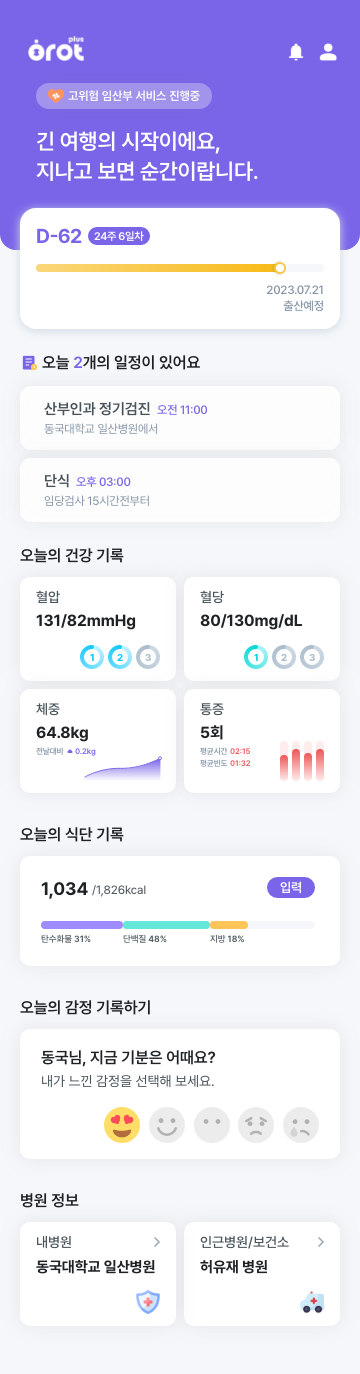 orot plus
고위험 임산부 서비스 진행중
긴 여행의 시작이에요,
지나고 보면 순간이랍니다.
D-62 24주 6일차
2023.07.21
출산예정
오늘 2개의 일정이 있어요
산부인과 정기검진 오전 11:00
동국대학교 일산병원에서
단식 오후 03:00
임당검사 15시간전부터
오늘의 건강 기록
혈압
131/82mmHg
1 2 3
혈당
80/130mg/dL
1 2 3
체중
64.8kg
전날대비 0.2kg
통증
5회
평균시간 02:15
평균빈도 01:32
오늘의 식단 기록
1,034 /1,826kcal 입력
탄수화물 31% 단백질 48% 지방 18%
오늘의 감정 기록하기
동국님, 지금 기분은 어때요?
내가 느낀 감정을 선택해 보세요.
병원 정보
내병원
동국대학교 일산병원
인근병원/보건소
허유재 병원